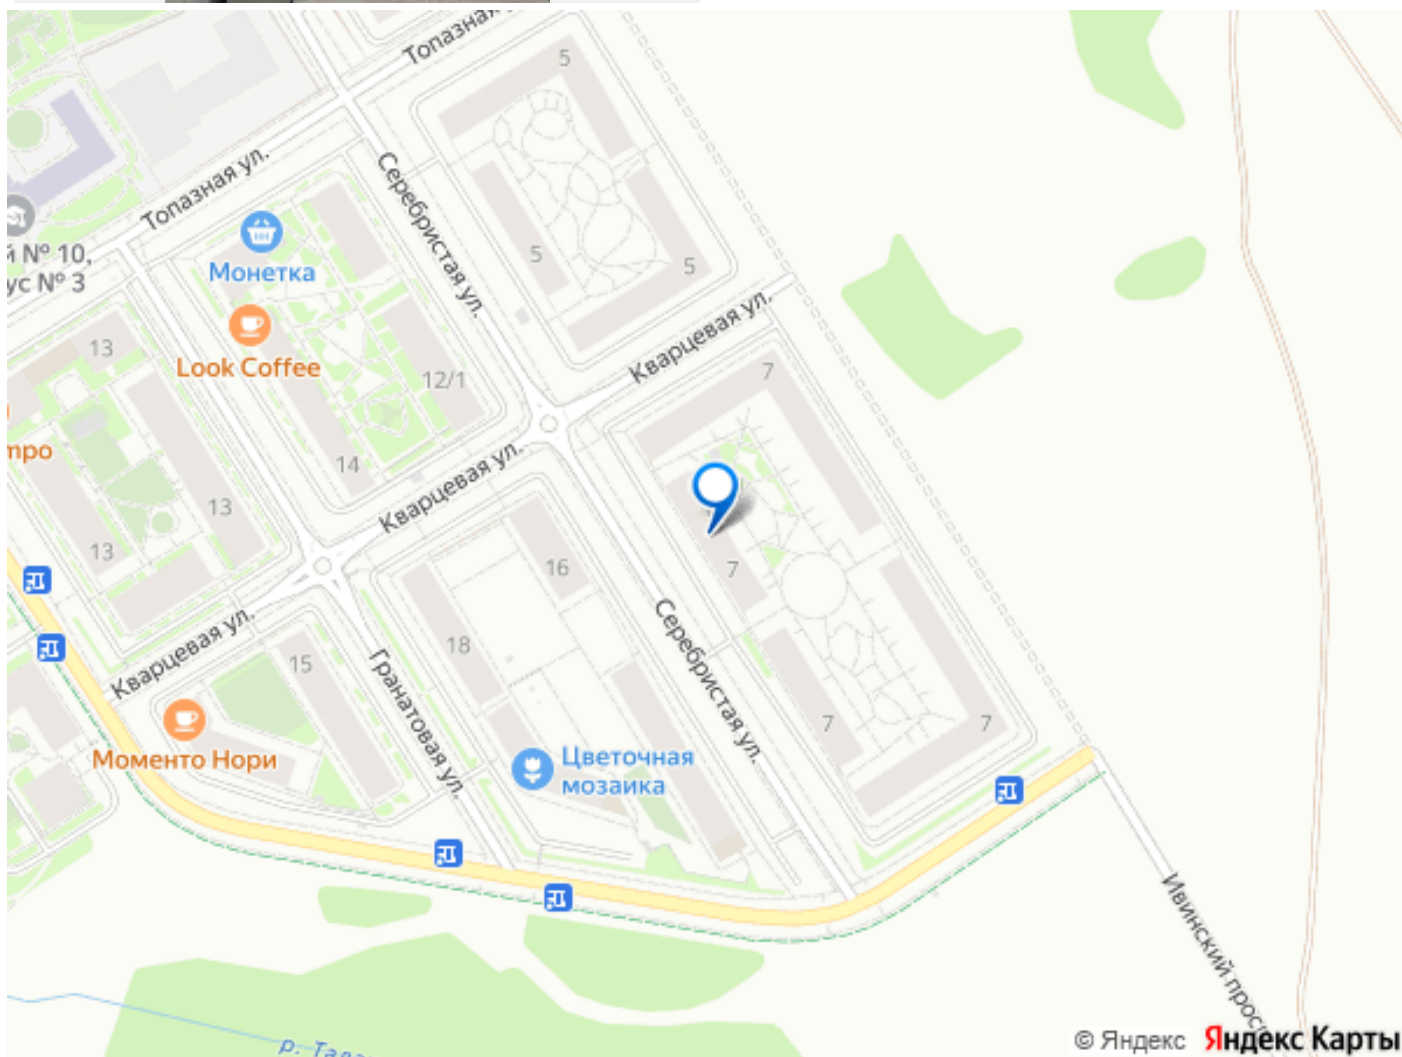 Топазная
5
Топазная ул.
Серебристая ул.
й № 10,
ус № 3
Монетка
5
5
Кварцевая ул.
Look Coffee
13
12/1
7
14
Кварцевая ул.
13
13
16
7
Серебристая ул.
18
15
Кварцевая ул.
Гранатовая ул.
7
7
Моменто Нори
Цветочная
мозаика
Ивинский просп
р. Тала
© Яндекс Яндекс Карты